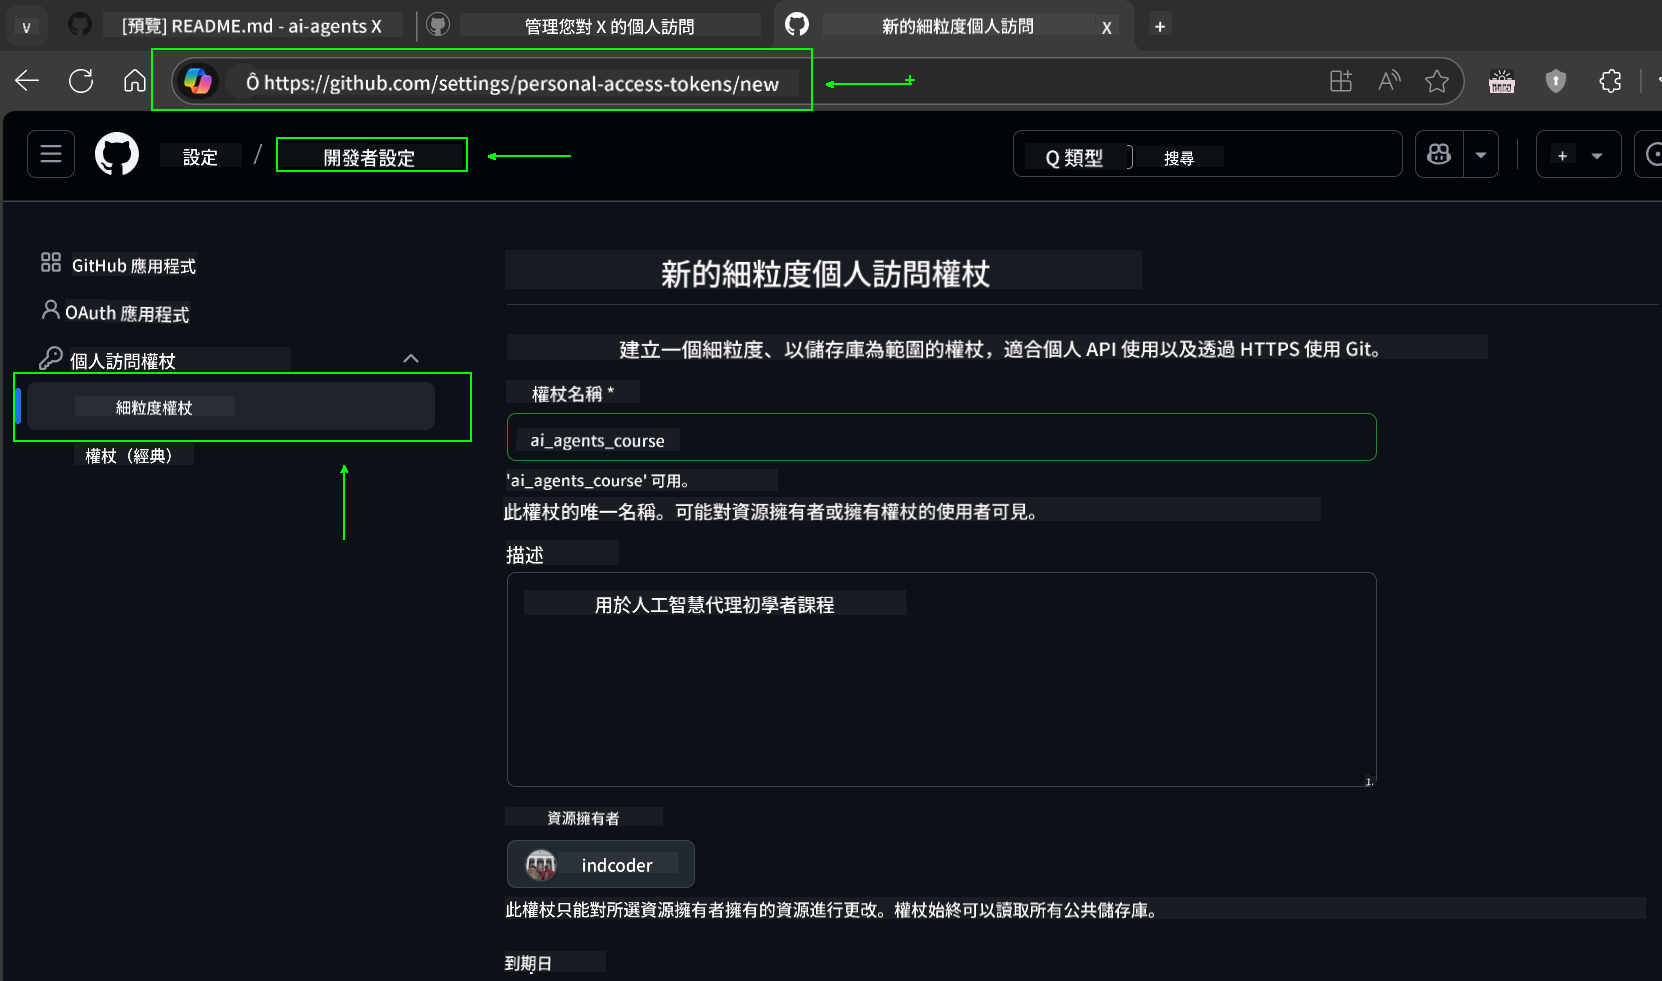 v [預覽] README.md - ai-agents X 管理您對 X 的個人訪問 新的細粒度個人訪問 X +
Ô https://github.com/settings/personal-access-tokens/new
設定 / 開發者設定 Q 類型 搜尋 +
GitHub 應用程式
OAuth 應用程式
個人訪問權杖
細粒度權杖
權杖（經典）
新的細粒度個人訪問權杖
建立一個細粒度、以儲存庫為範圍的權杖，適合個人 API 使用以及透過 HTTPS 使用 Git。
權杖名稱 *
ai_agents_course
'ai_agents_course' 可用。
此權杖的唯一名稱。可能對資源擁有者或擁有權杖的使用者可見。
描述
用於人工智慧代理初學者課程
資源擁有者
indcoder
此權杖只能對所選資源擁有者擁有的資源進行更改。權杖始終可以讀取所有公共儲存庫。
到期日